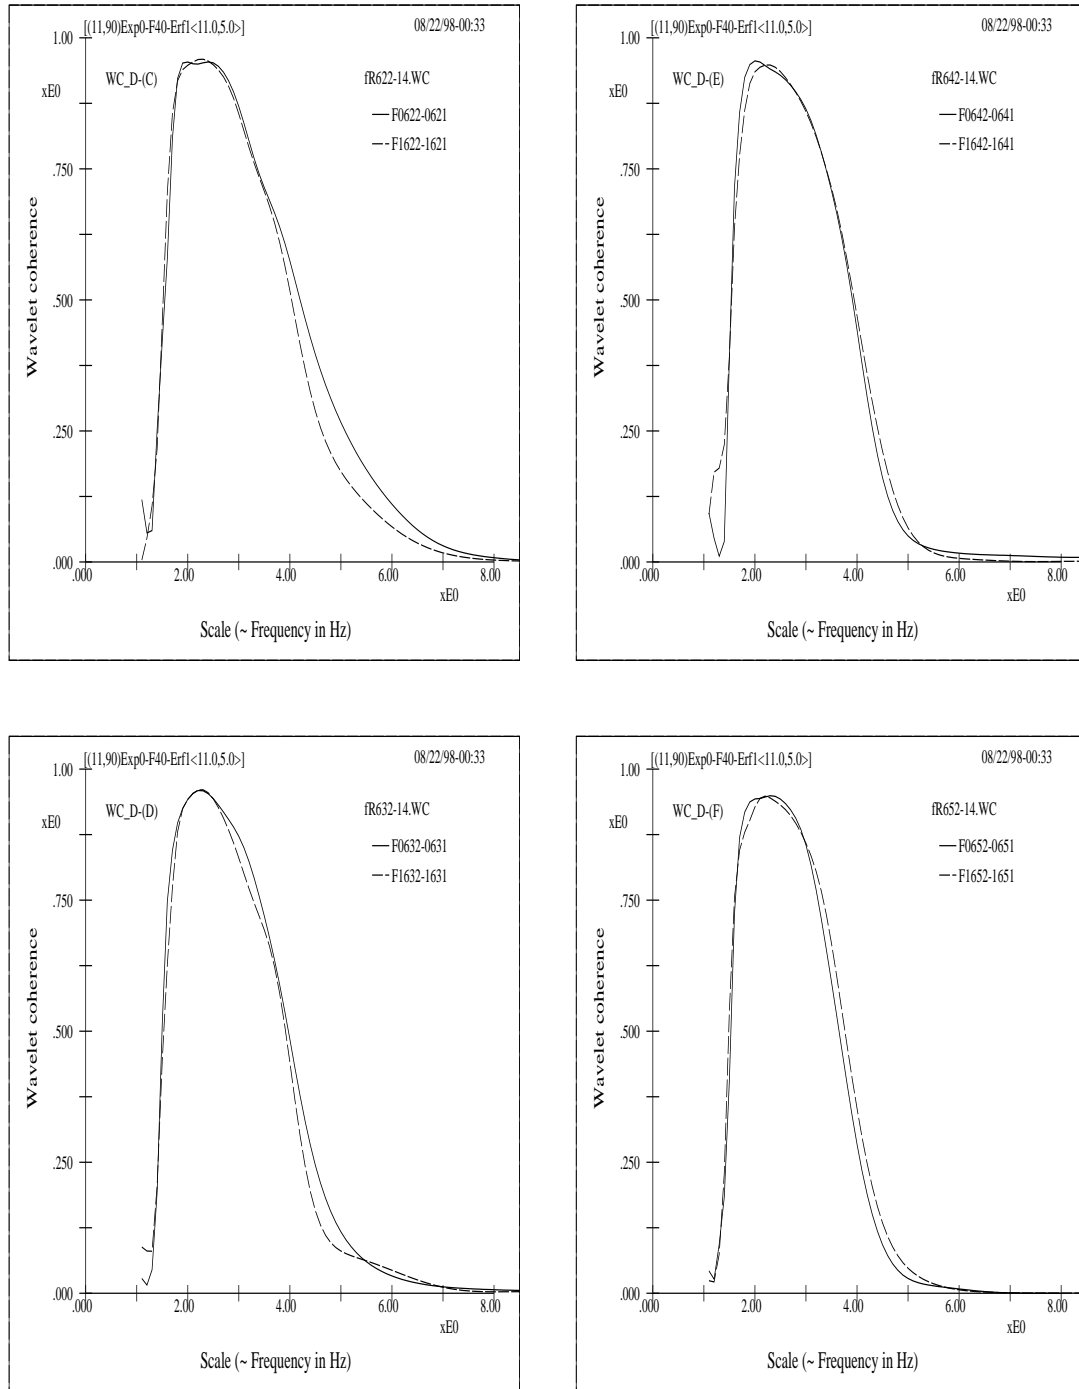 [(11,90)Exp0-F40-Erf1<11.0,5.0>] 08/22/98-00:33
1.00
WC_D-(C) fR622-14.WC
xE0
F0622-0621
F1622-1621
.750
Wavelet coherence
.500
.250
.000
.000 2.00 4.00 6.00 8.00
xE0
Scale (~ Frequency in Hz)
[(11,90)Exp0-F40-Erf1<11.0,5.0>] 08/22/98-00:33
1.00
WC_D-(E) fR642-14.WC
xE0
F0642-0641
F1642-1641
.750
Wavelet coherence
.500
.250
.000
.000 2.00 4.00 6.00 8.00
xE0
Scale (~ Frequency in Hz)
[(11,90)Exp0-F40-Erf1<11.0,5.0>] 08/22/98-00:33
1.00
WC_D-(D) fR632-14.WC
xE0
F0632-0631
F1632-1631
.750
Wavelet coherence
.500
.250
.000
.000 2.00 4.00 6.00 8.00
xE0
Scale (~ Frequency in Hz)
[(11,90)Exp0-F40-Erf1<11.0,5.0>] 08/22/98-00:33
1.00
WC_D-(F) fR652-14.WC
xE0
F0652-0651
F1652-1651
.750
Wavelet coherence
.500
.250
.000
.000 2.00 4.00 6.00 8.00
xE0
Scale (~ Frequency in Hz)